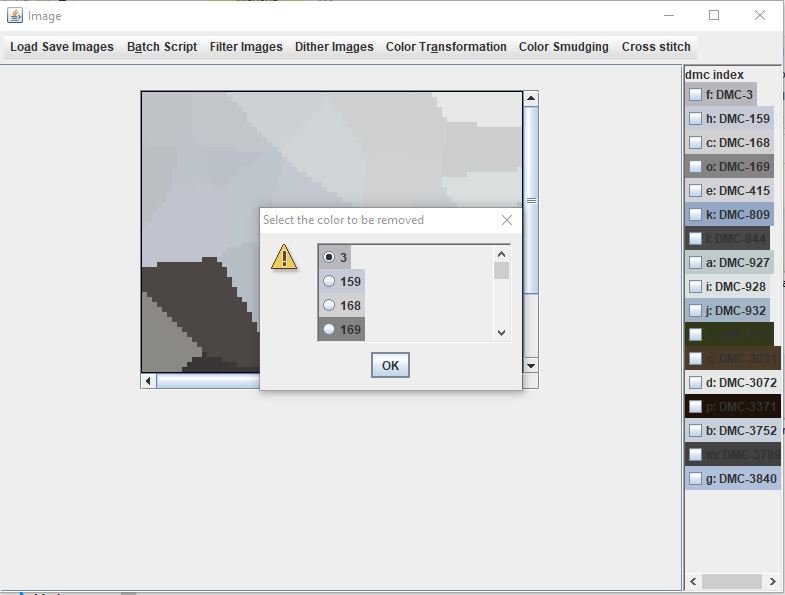 Image
Load Save Images Batch Script Filter Images Dither Images Color Transformation Color Smudging Cross stitch
dmc index
f: DMC-3
h: DMC-159
c: DMC-168
o: DMC-169
e: DMC-415
k: DMC-809
l: DMC-844
a: DMC-927
i: DMC-928
j: DMC-932
q: DMC-3031
d: DMC-3072
p: DMC-3371
b: DMC-3752
m: DMC-3799
g: DMC-3840
Select the color to be removed
3
159
168
169
OK